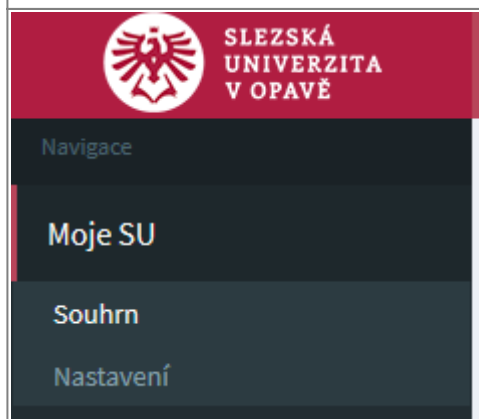 SLEZSKÁ
UNIVERZITA
V OPAVĚ
Navigace
Moje SU
Souhrn
Nastavení